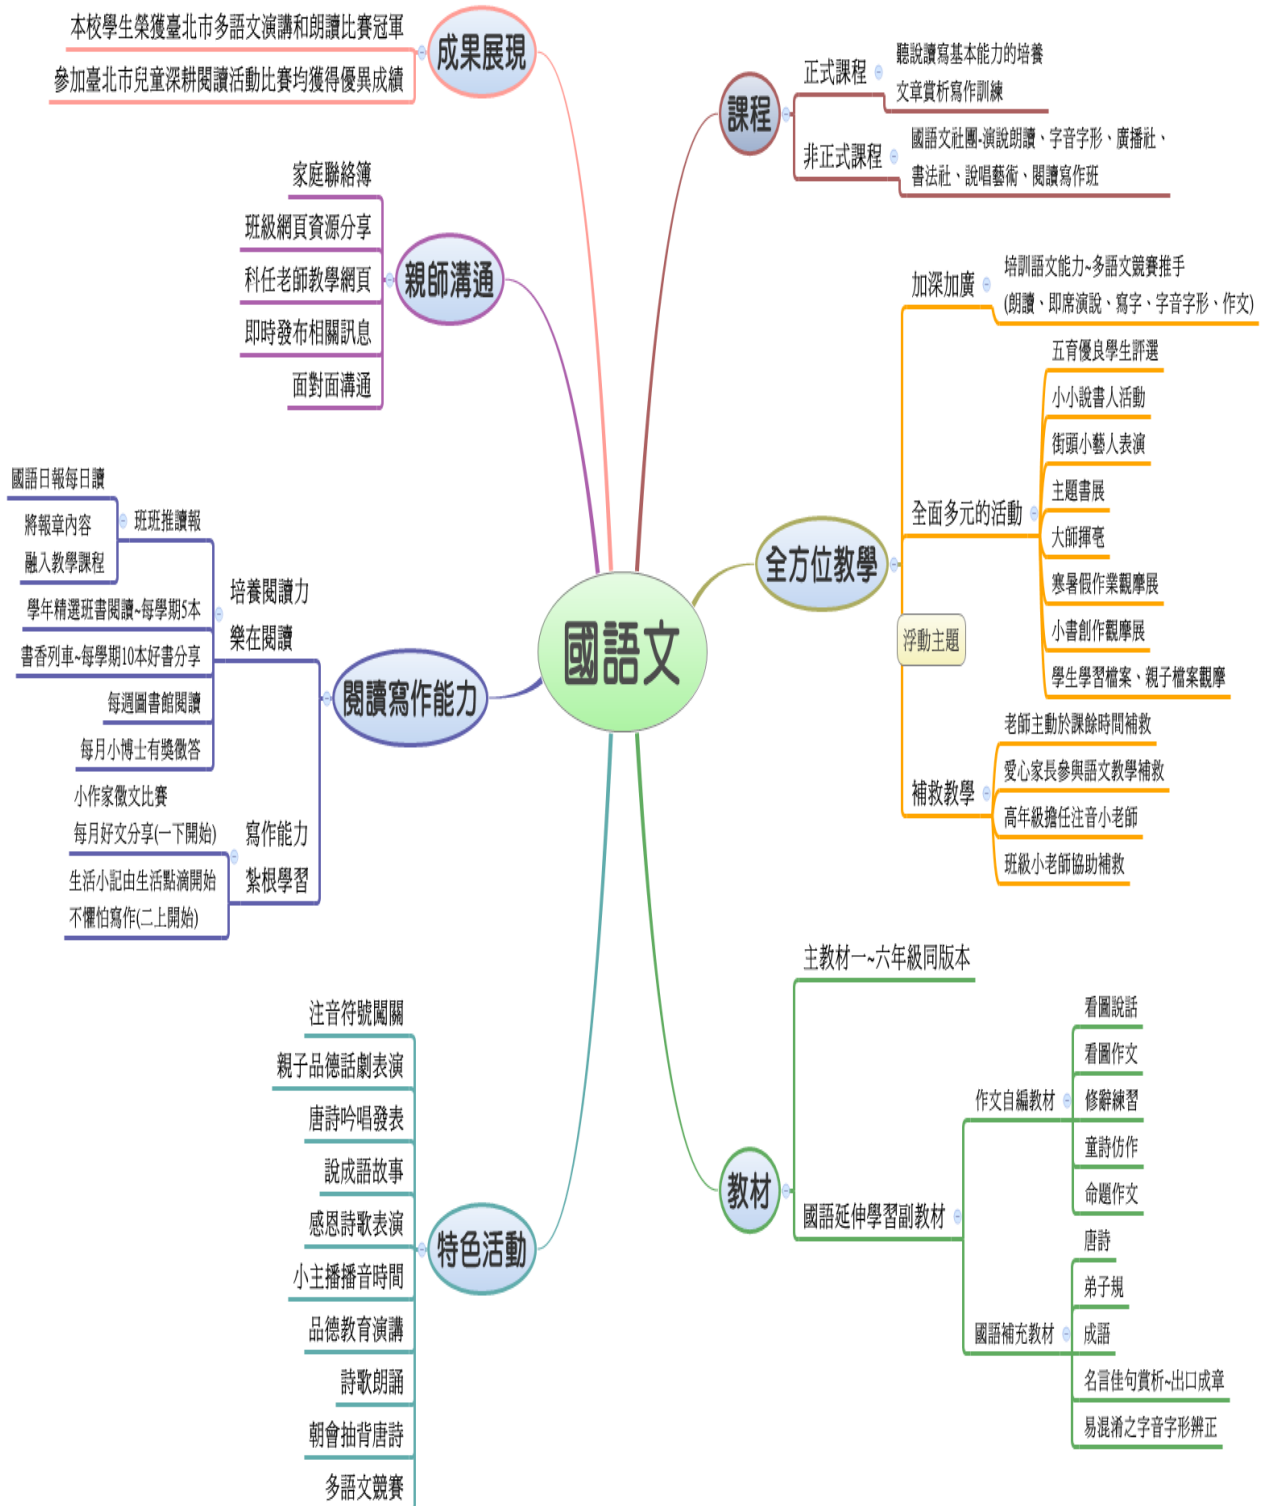 國語文
成果展現
本校學生榮獲臺北市多語文演講和朗讀比賽冠軍
參加臺北市兒童深耕閱讀活動比賽均獲得優異成績
親師溝通
家庭聯絡簿
班級網頁資源分享
科任老師教學網頁
即時發布相關訊息
面對面溝通
閱讀寫作能力
培養閱讀力
樂在閱讀
班班推讀報
國語日報每日讀
將報章內容
融入教學課程
學年精選班書閱讀~每學期5本
書香列車~每學期10本好書分享
每週圖書館閱讀
每月小博士有獎徵答
寫作能力
紮根學習
小作家徵文比賽
每月好文分享(一下開始)
生活小記由生活點滴開始
不懼怕寫作(二上開始)
特色活動
注音符號闖關
親子品德話劇表演
唐詩吟唱發表
說成語故事
感恩詩歌表演
小主播播音時間
品德教育演講
詩歌朗誦
朝會抽背唐詩
多語文競賽
課程
正式課程
聽說讀寫基本能力的培養
文章賞析寫作訓練
非正式課程
國語文社團-演說朗讀、字音字形、廣播社、
書法社、說唱藝術、閱讀寫作班
全方位教學
加深加廣
培訓語文能力~多語文競賽推手
(朗讀、即席演說、寫字、字音字形、作文)
全面多元的活動
五育優良學生評選
小小說書人活動
街頭小藝人表演
主題書展
大師揮毫
寒暑假作業觀摩展
小書創作觀摩展
學生學習檔案、親子檔案觀摩
浮動主題
補救教學
老師主動於課餘時間補救
愛心家長參與語文教學補救
高年級擔任注音小老師
班級小老師協助補救
教材
主教材一~六年級同版本
國語延伸學習副教材
作文自編教材
看圖說話
看圖作文
修辭練習
童詩仿作
命題作文
國語補充教材
唐詩
弟子規
成語
名言佳句賞析~出口成章
易混淆之字音字形辨正